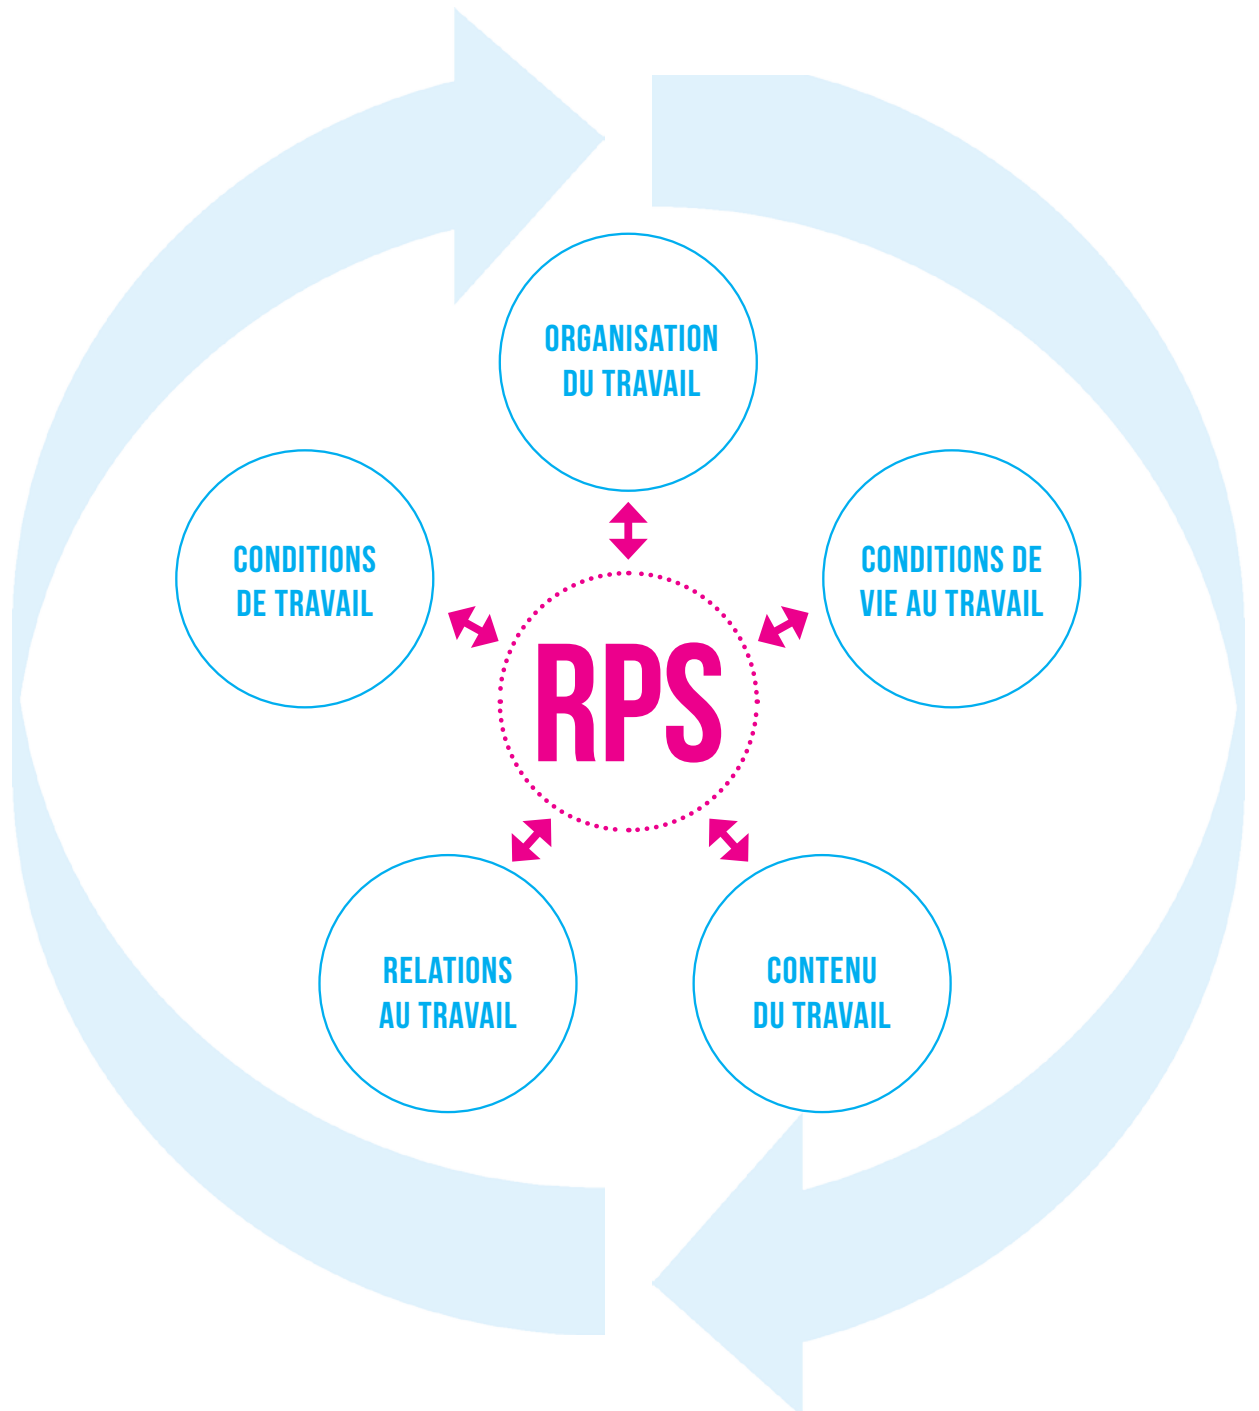 ORGANISATION
DU TRAVAIL
CONDITIONS
DE TRAVAIL
CONDITIONS DE
VIE AU TRAVAIL
RPS
RELATIONS
AU TRAVAIL
CONTENU
DU TRAVAIL